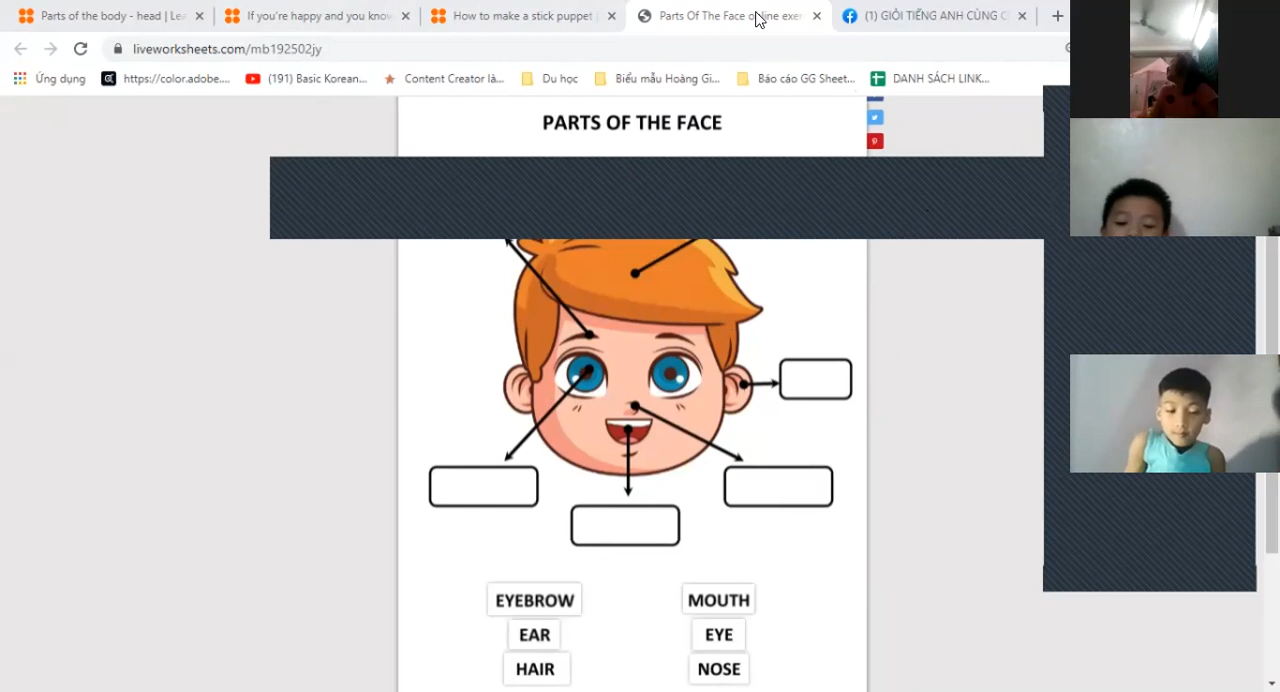 Parts of the body - head | Lea
If you're happy and you know
How to make a stick puppet |
Parts Of The Face online exer
(1) GIỎI TIẾNG ANH CÙNG C
liveworksheets.com/mb192502jy
Ứng dụng
https://color.adobe....
(191) Basic Korean...
Content Creator là...
Du học
Biểu mẫu Hoàng Gi...
Báo cáo GG Sheet...
DANH SÁCH LINK...
PARTS OF THE FACE
EYEBROW
MOUTH
EAR
EYE
HAIR
NOSE